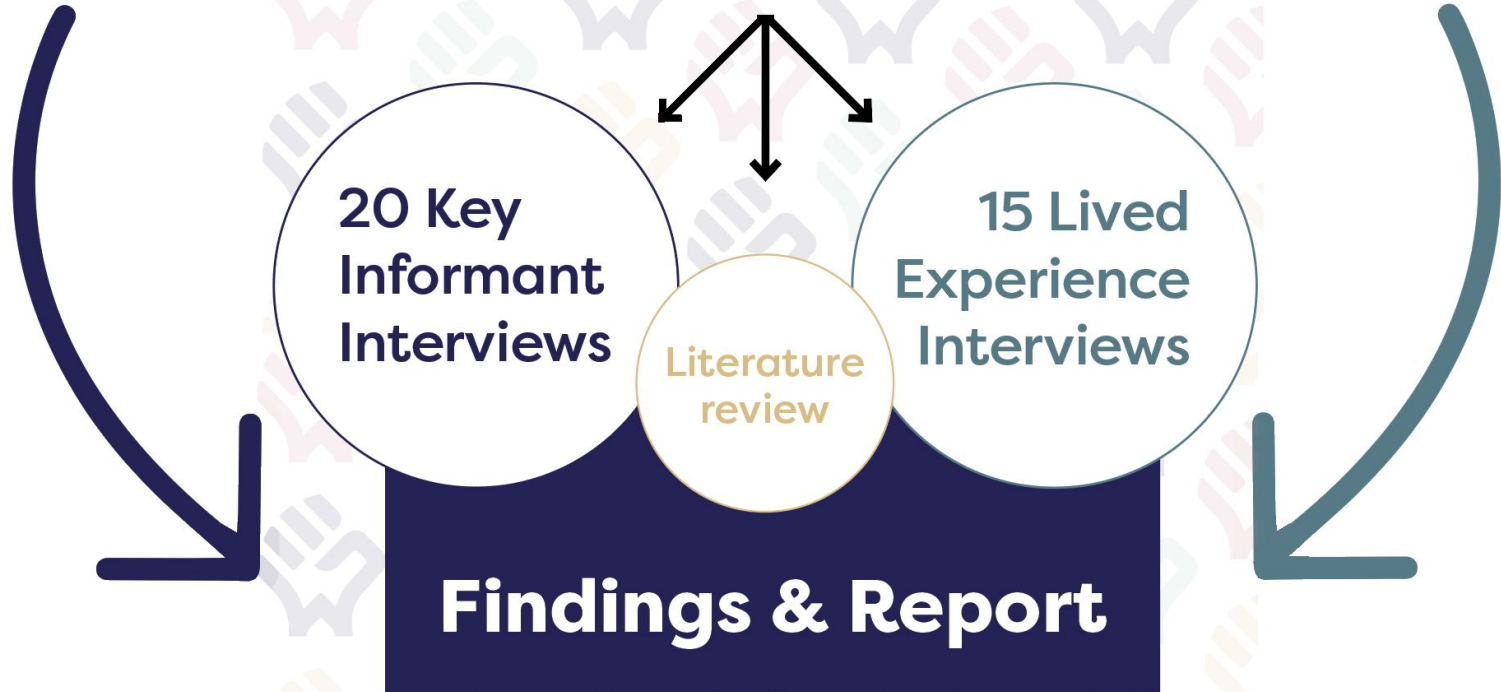 20 Key
Informant
Interviews
15 Lived
Experience
Interviews
Literature
review
Findings & Report